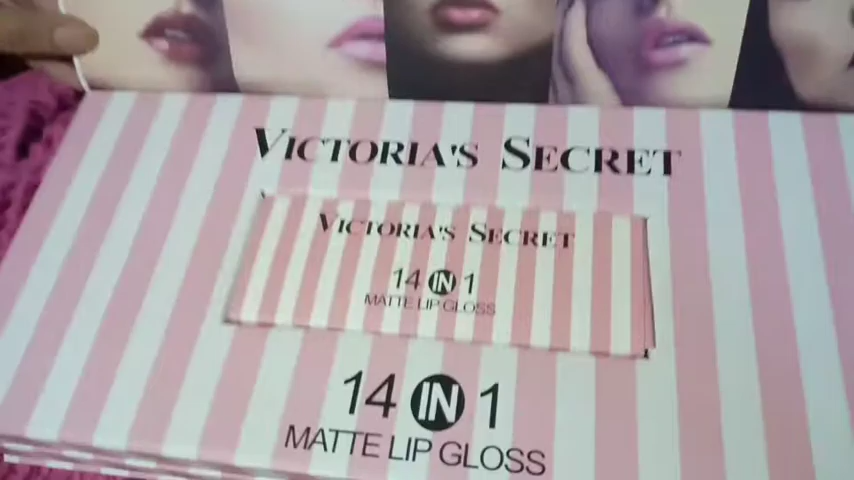 VICTORIA'S SECRET
VICTORIA'S SECRET
14 IN 1
MATTE LIP GLOSS
14 IN 1
MATTE LIP GLOSS